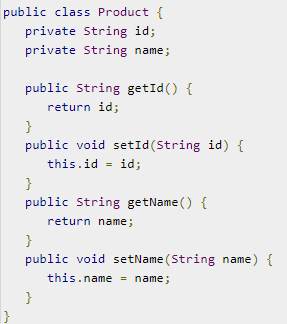 public class Product {
   private String id;
   private String name;

   public String getId() {
      return id;
   }
   public void setId(String id) {
      this.id = id;
   }
   public String getName() {
      return name;
   }
   public void setName(String name) {
      this.name = name;
   }
}